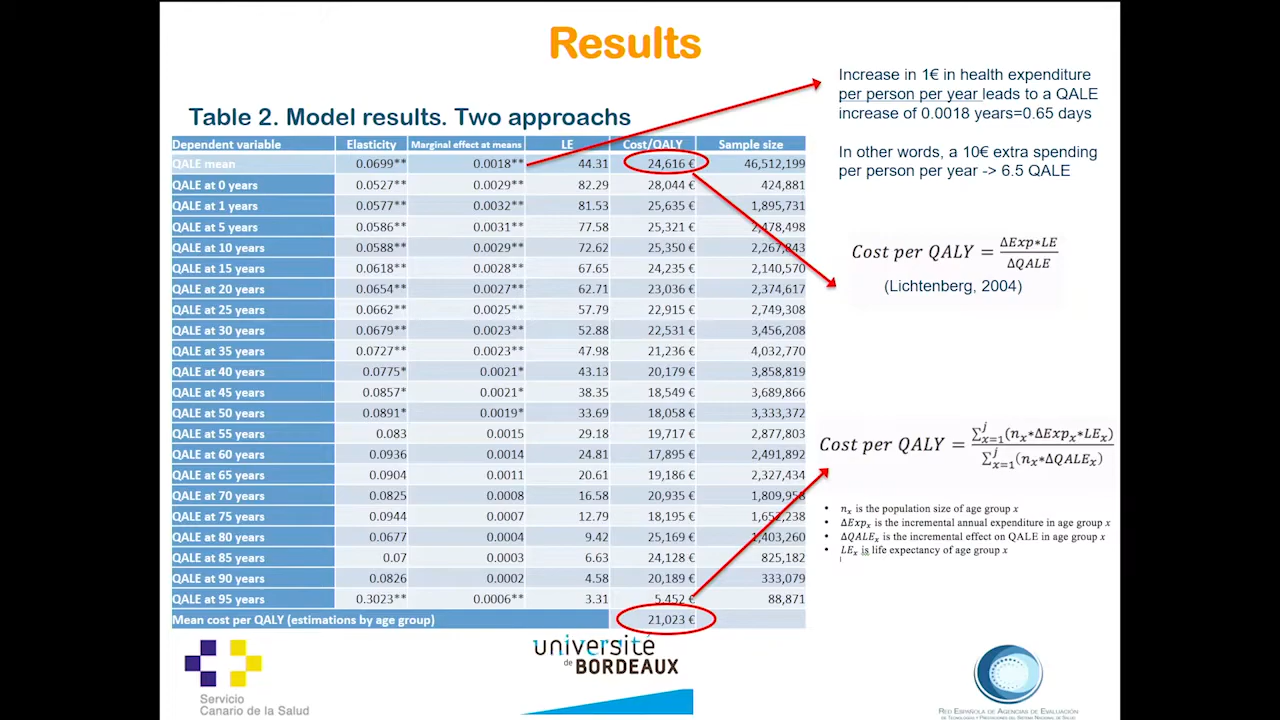 Results
Increase in 1€ in health expenditure
per person per year leads to a QALE
increase of 0.0018 years=0.65 days
In other words, a 10€ extra spending
per person per year -> 6.5 QALE
Table 2. Model results. Two approachs
Dependent variable Elasticity Marginal effect at means LE Cost/QALY Sample size
QALE mean 0.0699** 0.0018** 44.31 24,616 € 46,512,199
QALE at 0 years 0.0527** 0.0029** 82.29 28,044 € 424,881
QALE at 1 years 0.0577** 0.0032** 81.53 25,635 € 1,895,731
QALE at 5 years 0.0586** 0.0031** 77.58 25,321 € 2,478,498
QALE at 10 years 0.0588** 0.0029** 72.62 25,350 € 2,267,843
QALE at 15 years 0.0618** 0.0028** 67.65 24,235 € 2,140,570
QALE at 20 years 0.0654** 0.0027** 62.71 23,036 € 2,374,617
QALE at 25 years 0.0662** 0.0025** 57.79 22,915 € 2,749,308
QALE at 30 years 0.0679** 0.0023** 52.88 22,531 € 3,456,208
QALE at 35 years 0.0727** 0.0023** 47.98 21,236 € 4,032,770
QALE at 40 years 0.0775* 0.0021* 43.13 20,179 € 3,858,819
QALE at 45 years 0.0857* 0.0021* 38.35 18,549 € 3,689,866
QALE at 50 years 0.0891* 0.0019* 33.69 18,058 € 3,333,372
QALE at 55 years 0.083 0.0015 29.18 19,717 € 2,877,803
QALE at 60 years 0.0936 0.0014 24.81 17,895 € 2,491,892
QALE at 65 years 0.0904 0.0011 20.61 19,186 € 2,327,434
QALE at 70 years 0.0825 0.0008 16.58 20,935 € 1,809,958
QALE at 75 years 0.0944 0.0007 12.79 18,195 € 1,652,238
QALE at 80 years 0.0677 0.0004 9.42 25,169 € 1,403,260
QALE at 85 years 0.07 0.0003 6.63 24,128 € 825,182
QALE at 90 years 0.0826 0.0002 4.58 20,189 € 333,079
QALE at 95 years 0.3023** 0.0006** 3.31 5,452 € 88,871
Mean cost per QALY (estimations by age group) 21,023 €
Cost per QALY = ΔExp∗LE / ΔQALE
(Lichtenberg, 2004)
Cost per QALY = ∑ʲₓ₌₁(nₓ∗ΔExpₓ∗LEₓ) / ∑ʲₓ₌₁(nₓ∗ΔQALEₓ)
• nₓ is the population size of age group x
• ΔExpₓ is the incremental annual expenditure in age group x
• ΔQALEₓ is the incremental effect on QALE in age group x
• LEₓ is life expectancy of age group x
Servicio
Canario de la Salud
université
de BORDEAUX
RED ESPAÑOLA DE AGENCIAS DE EVALUACIÓN
DE TECNOLOGÍAS Y PRESTACIONES DEL SISTEMA NACIONAL DE SALUD